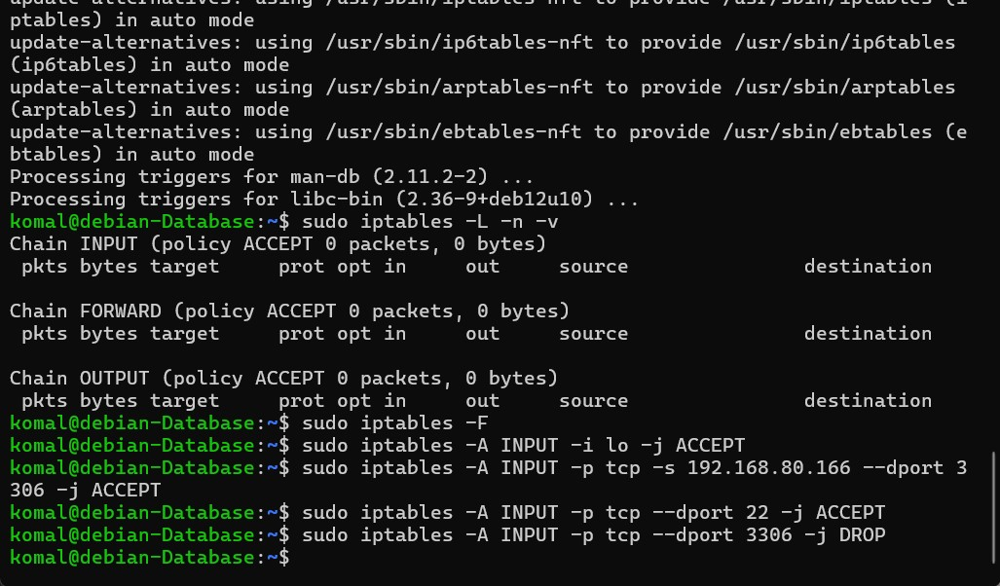 update-alternatives: using /usr/sbin/iptables-nft to provide /usr/sbin/iptables (i
ptables) in auto mode
update-alternatives: using /usr/sbin/ip6tables-nft to provide /usr/sbin/ip6tables
(ip6tables) in auto mode
update-alternatives: using /usr/sbin/arptables-nft to provide /usr/sbin/arptables
(arptables) in auto mode
update-alternatives: using /usr/sbin/ebtables-nft to provide /usr/sbin/ebtables (e
btables) in auto mode
Processing triggers for man-db (2.11.2-2) ...
Processing triggers for libc-bin (2.36-9+deb12u10) ...
komal@debian-Database:~$ sudo iptables -L -n -v
Chain INPUT (policy ACCEPT 0 packets, 0 bytes)
 pkts bytes target     prot opt in     out     source               destination

Chain FORWARD (policy ACCEPT 0 packets, 0 bytes)
 pkts bytes target     prot opt in     out     source               destination

Chain OUTPUT (policy ACCEPT 0 packets, 0 bytes)
 pkts bytes target     prot opt in     out     source               destination
komal@debian-Database:~$ sudo iptables -F
komal@debian-Database:~$ sudo iptables -A INPUT -i lo -j ACCEPT
komal@debian-Database:~$ sudo iptables -A INPUT -p tcp -s 192.168.80.166 --dport 3
306 -j ACCEPT
komal@debian-Database:~$ sudo iptables -A INPUT -p tcp --dport 22 -j ACCEPT
komal@debian-Database:~$ sudo iptables -A INPUT -p tcp --dport 3306 -j DROP
komal@debian-Database:~$